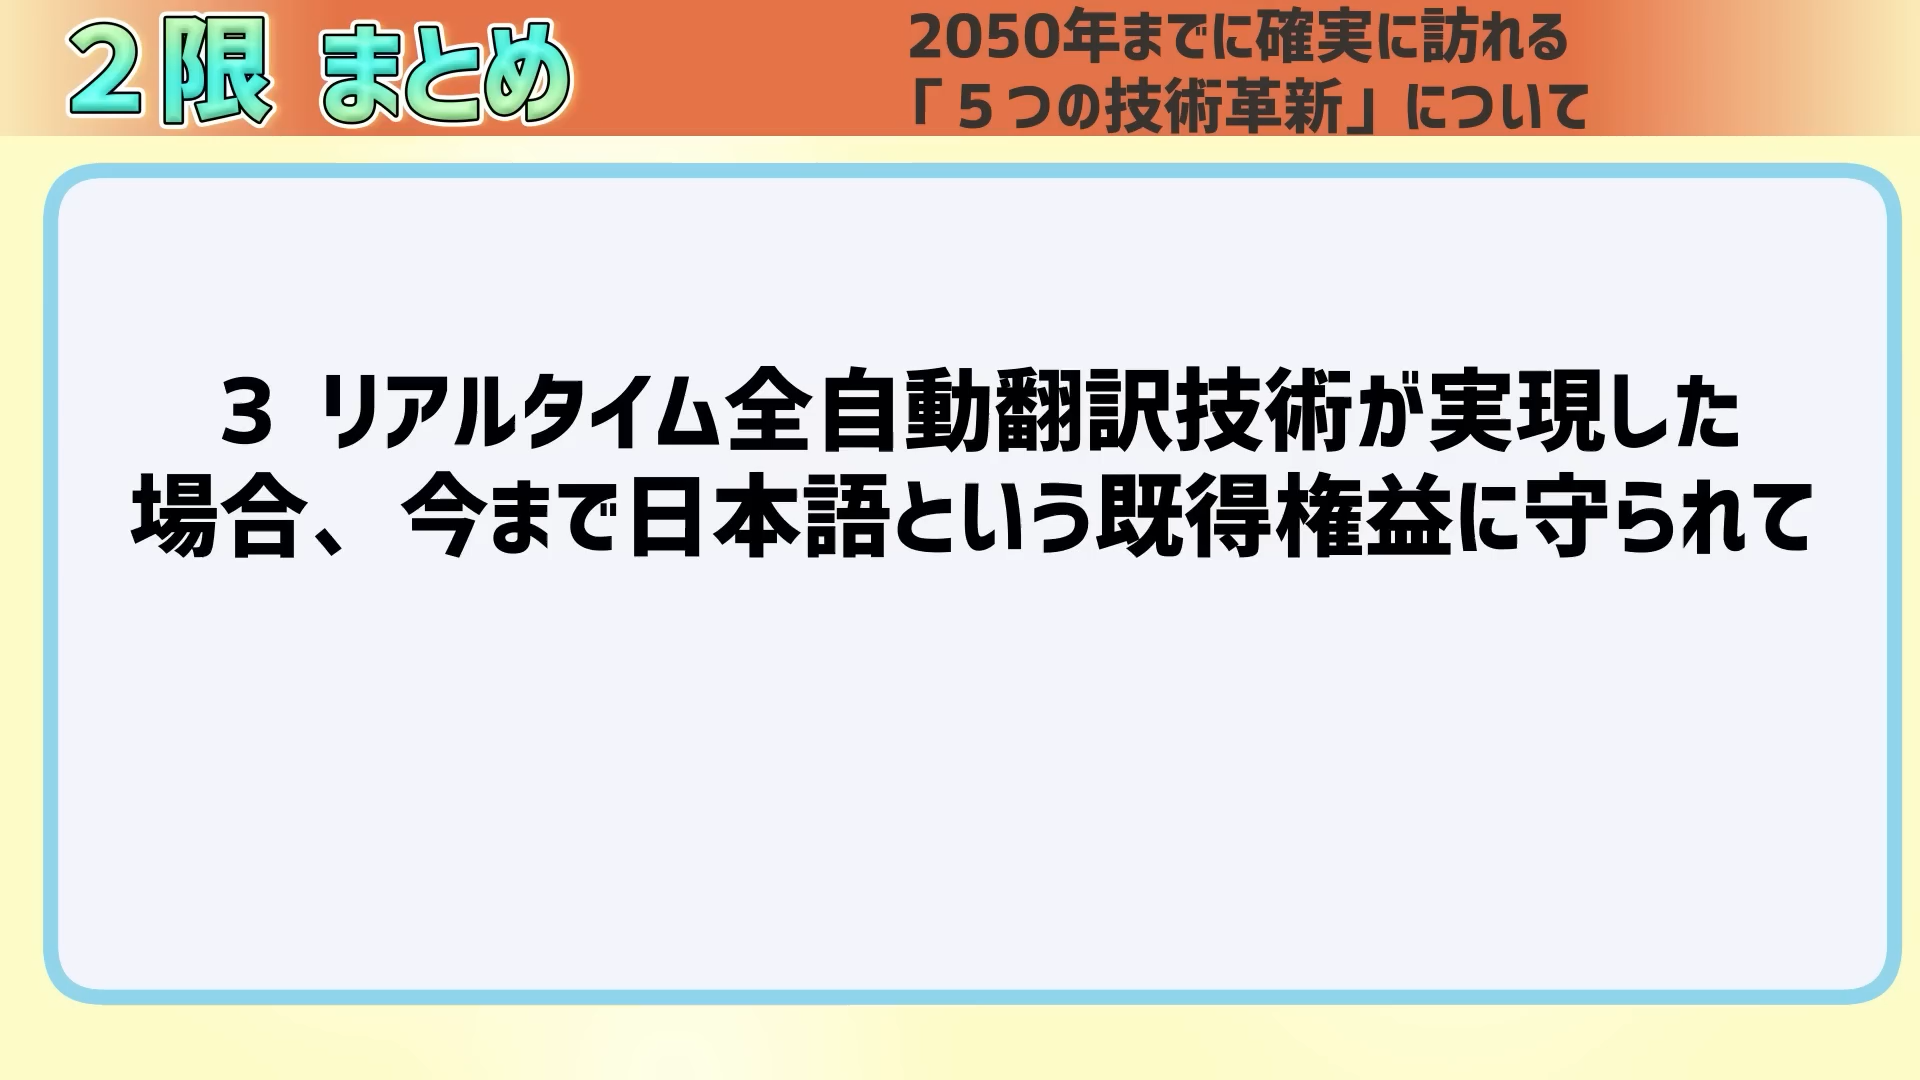 ２限 まとめ
2050年までに確実に訪れる
「５つの技術革新」について
3 リアルタイム全自動翻訳技術が実現した
場合、今まで日本語という既得権益に守られて